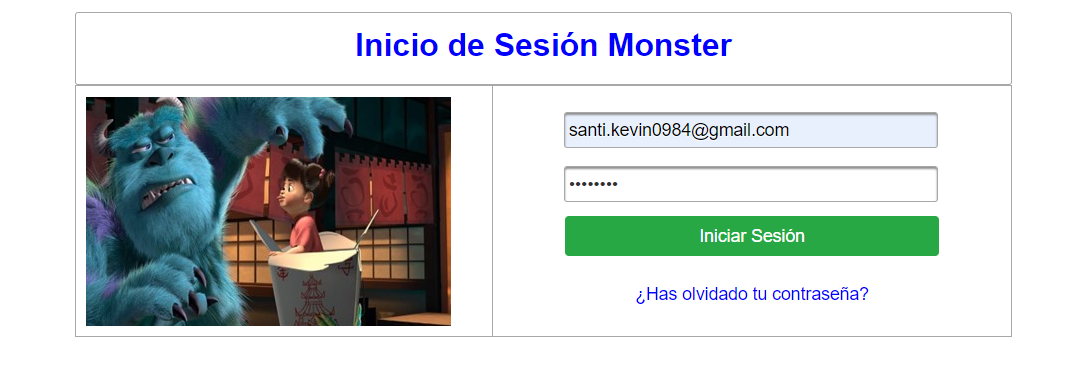 Inicio de Sesión Monster
santi.kevin0984@gmail.com
••••••••
Iniciar Sesión
¿Has olvidado tu contraseña?